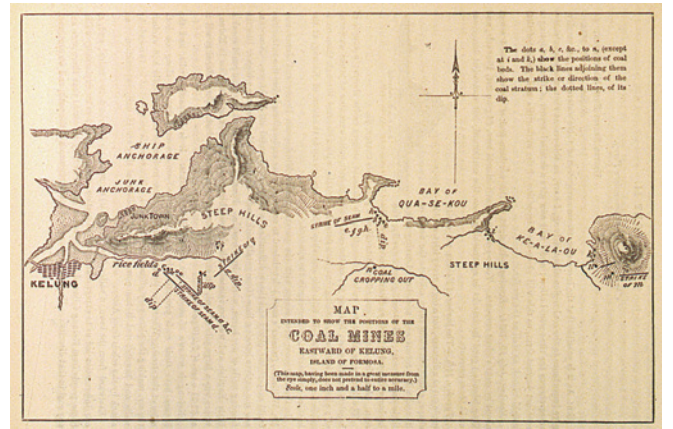 The dots a, b, c, &c., to n, (except
at i and k,) show the positions of coal
beds. The black lines adjoining them
show the strike or direction of the
coal stratum; the dotted lines, of its
dip.
SHIP
ANCHORAGE
JUNK
ANCHORAGE
JUNK TOWN
STEEP HILLS
BAY OF
QUA-SE-KOU
STRIKE OF SEAM
e.f.g.h.
dip
BAY OF
KE-A-LA-OU
STEEP HILLS
rice fields
KELUNG
dip
COAL
CROPPING OUT
MAP,
INTENDED TO SHOW THE POSITIONS OF THE
COAL MINES
EASTWARD OF KELUNG,
ISLAND OF FORMOSA.
(This map, having been made in a great measure from
the eye simply, does not pretend to entire accuracy.)
Scale, one inch and a half to a mile.